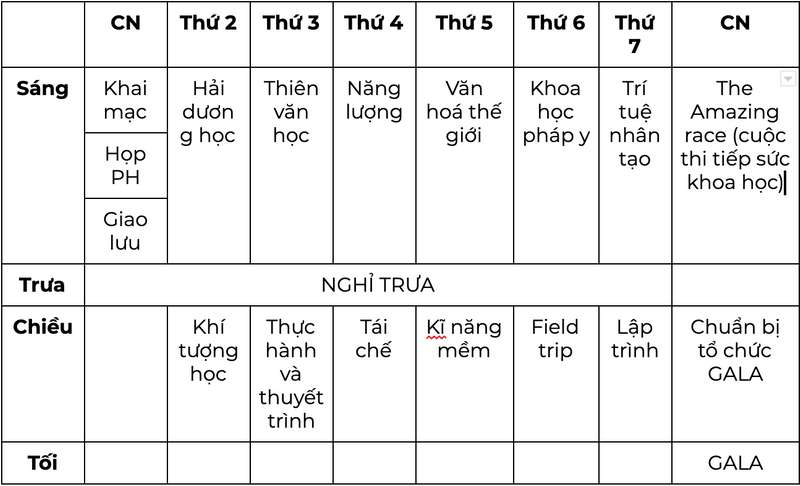 CN Thứ 2 Thứ 3 Thứ 4 Thứ 5 Thứ 6 Thứ 7 CN
Sáng
Khai
mạc
Họp
PH
Giao
lưu
Hải
dươn
g học
Thiên
văn
học
Năng
lượng
Văn
hoá thế
giới
Khoa
học
pháp y
Trí
tuệ
nhân
tạo
The
Amazing
race (cuộc
thi tiếp sức
khoa học)
Trưa NGHỈ TRƯA
Chiều
Khí
tượng
học
Thực
hành
và
thuyết
trình
Tái
chế
Kĩ năng
mềm
Field
trip
Lập
trình
Chuẩn bị
tổ chức
GALA
Tối GALA